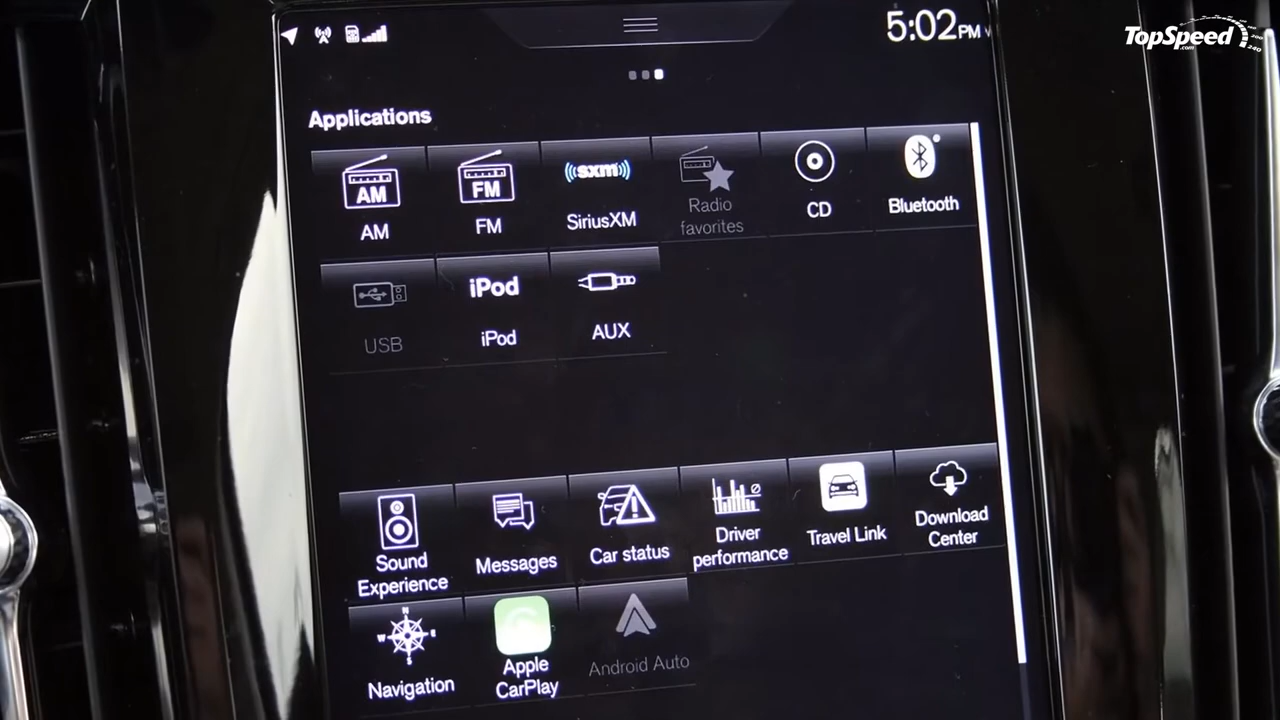 5:02PM
TopSpeed
.com
Applications
AM
FM
sxm
AM
FM
SiriusXM
Radio
favorites
CD
Bluetooth
iPod
USB
iPod
AUX
Sound
Experience
Messages
Car status
Driver
performance
Travel Link
Download
Center
N
W E
S
Navigation
Apple
CarPlay
Android Auto